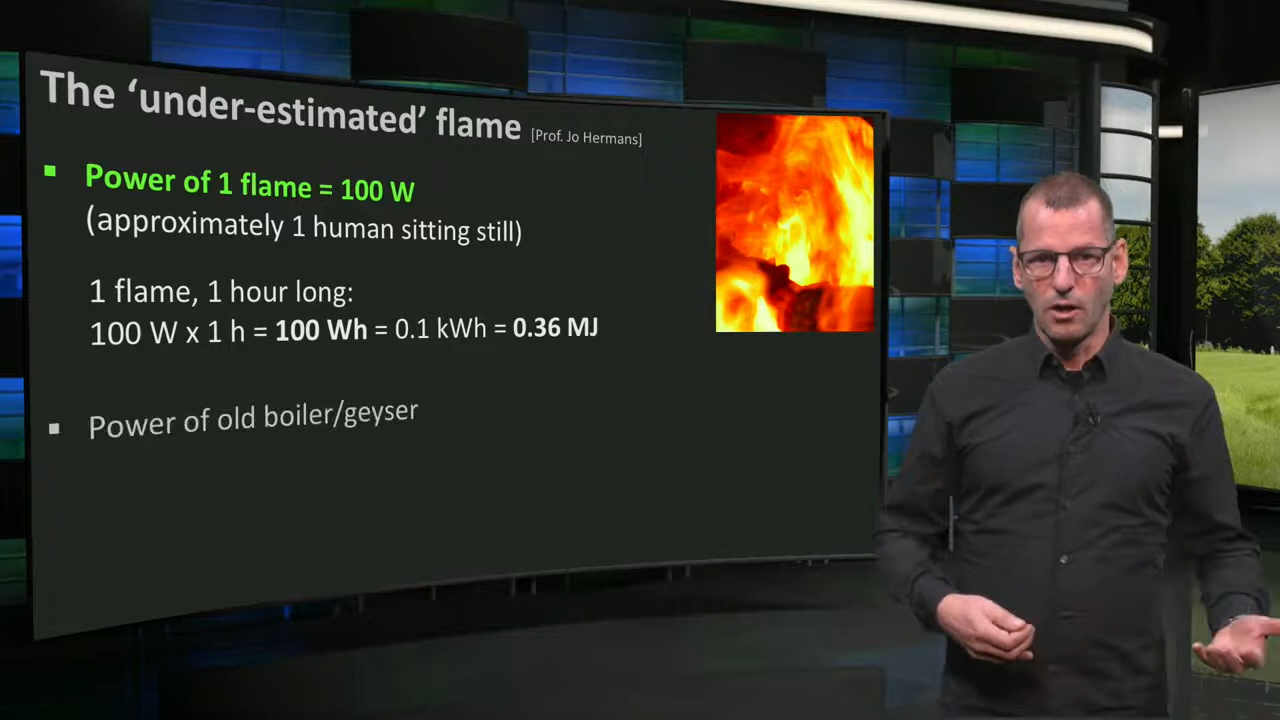 The ‘under-estimated’ flame [Prof. Jo Hermans]
▪ Power of 1 flame = 100 W
(approximately 1 human sitting still)
1 flame, 1 hour long:
100 W x 1 h = 100 Wh = 0.1 kWh = 0.36 MJ
▪ Power of old boiler/geyser